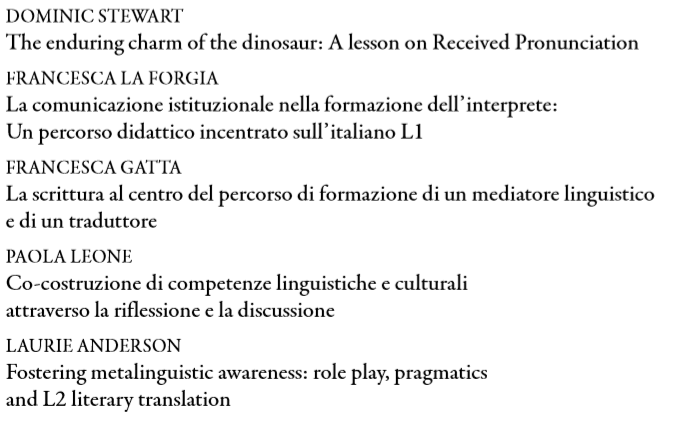 DOMINIC STEWART
The enduring charm of the dinosaur: A lesson on Received Pronunciation
FRANCESCA LA FORGIA
La comunicazione istituzionale nella formazione dell’interprete:
Un percorso didattico incentrato sull’italiano L1
FRANCESCA GATTA
La scrittura al centro del percorso di formazione di un mediatore linguistico
e di un traduttore
PAOLA LEONE
Co-costruzione di competenze linguistiche e culturali
attraverso la riflessione e la discussione
LAURIE ANDERSON
Fostering metalinguistic awareness: role play, pragmatics
and L2 literary translation